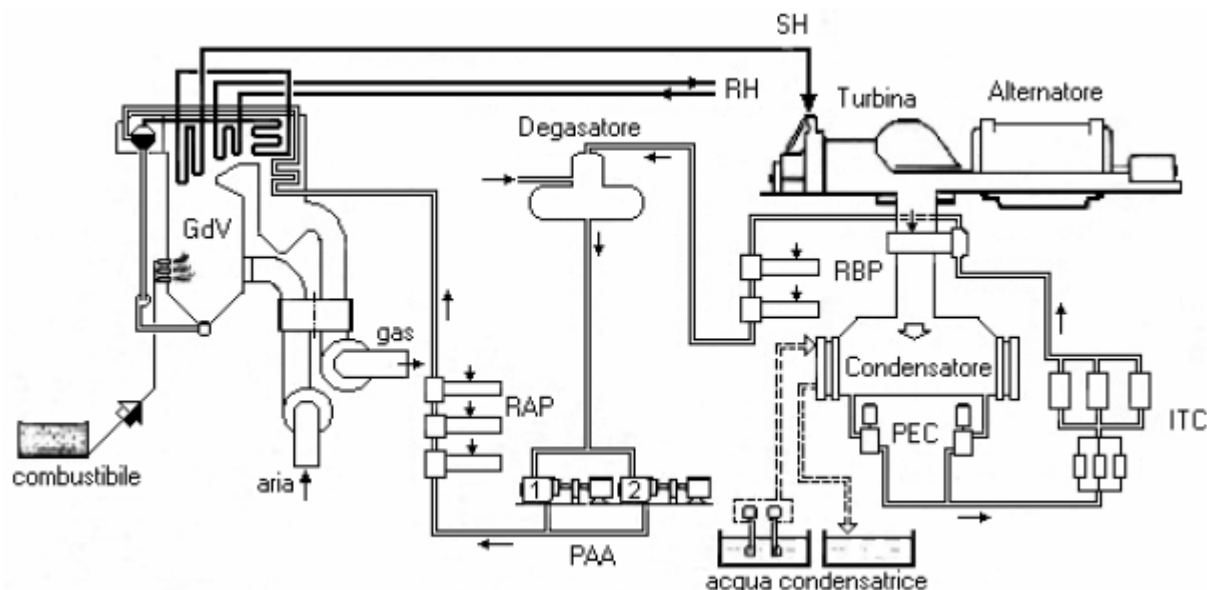 SH
RH
Turbina
Alternatore
Degasatore
GdV
RBP
gas
Condensatore
RAP
PEC
ITC
combustibile
aria
1
2
PAA
acqua condensatrice